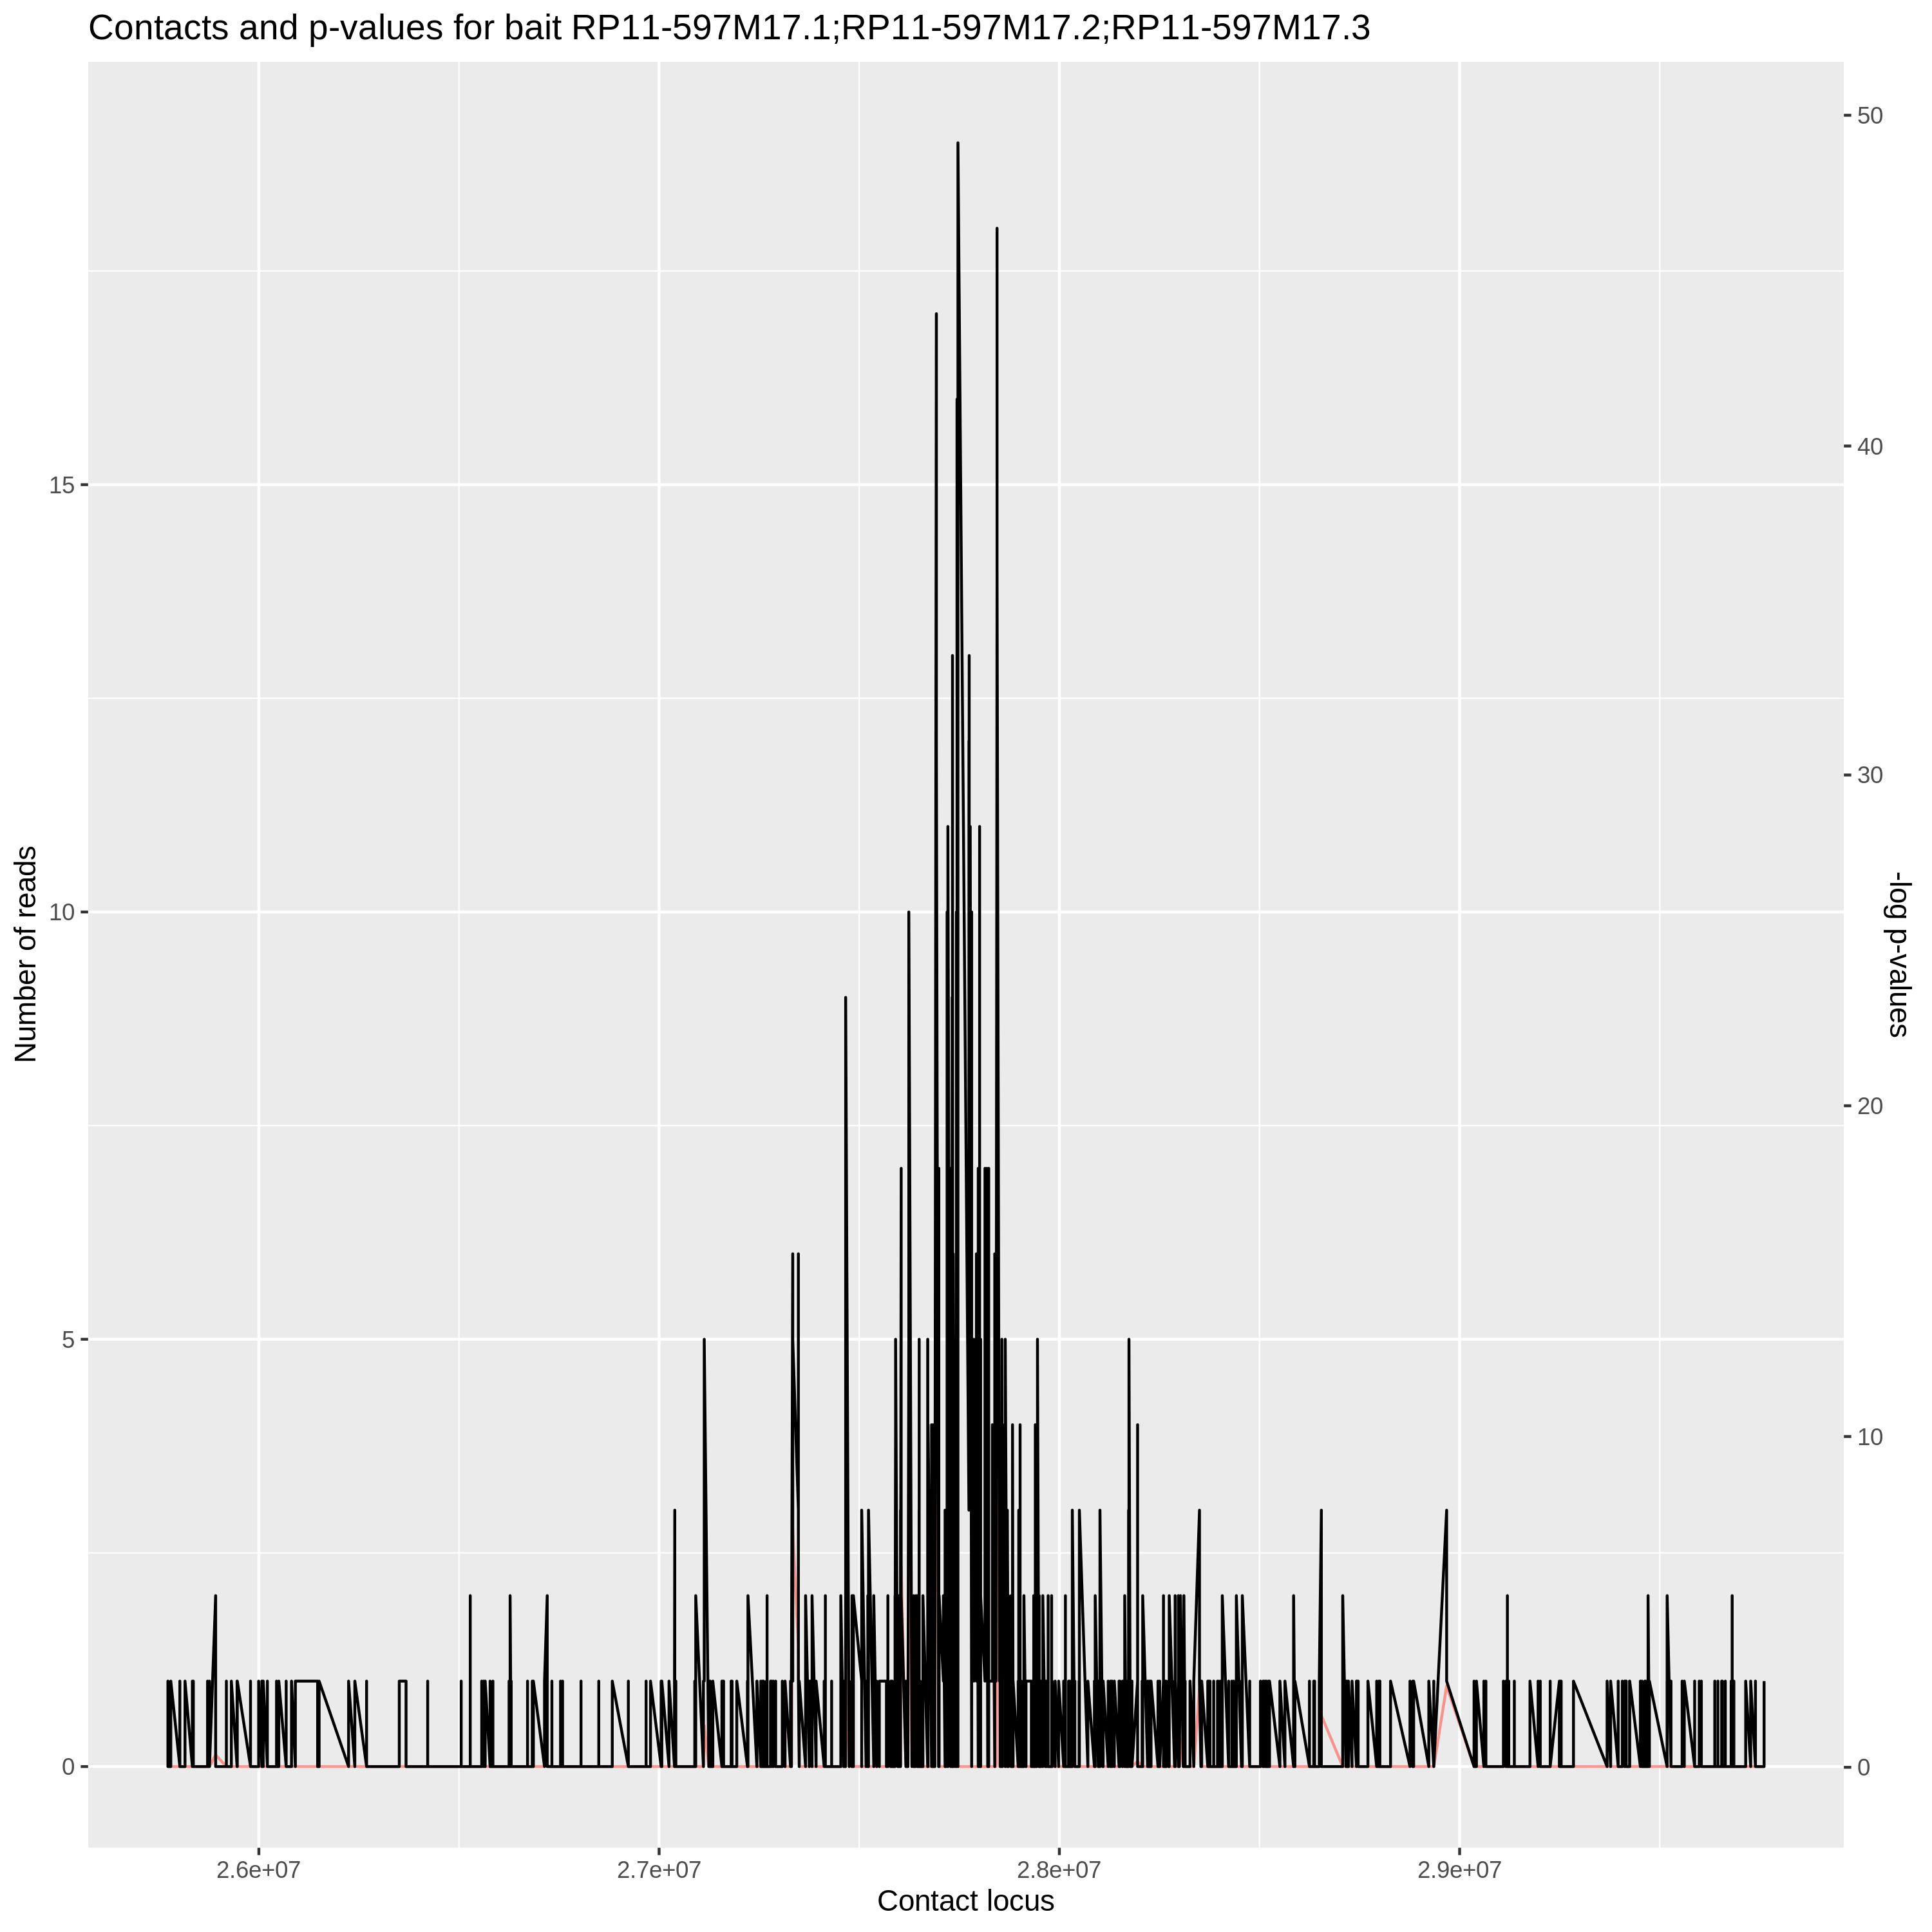 Contacts and p-values for bait RP11-597M17.1;RP11-597M17.2;RP11-597M17.3
Number of reads
15
10
5
0
50
40
30
20
10
0
-log p-values
2.6e+07
2.7e+07
2.8e+07
2.9e+07
Contact locus